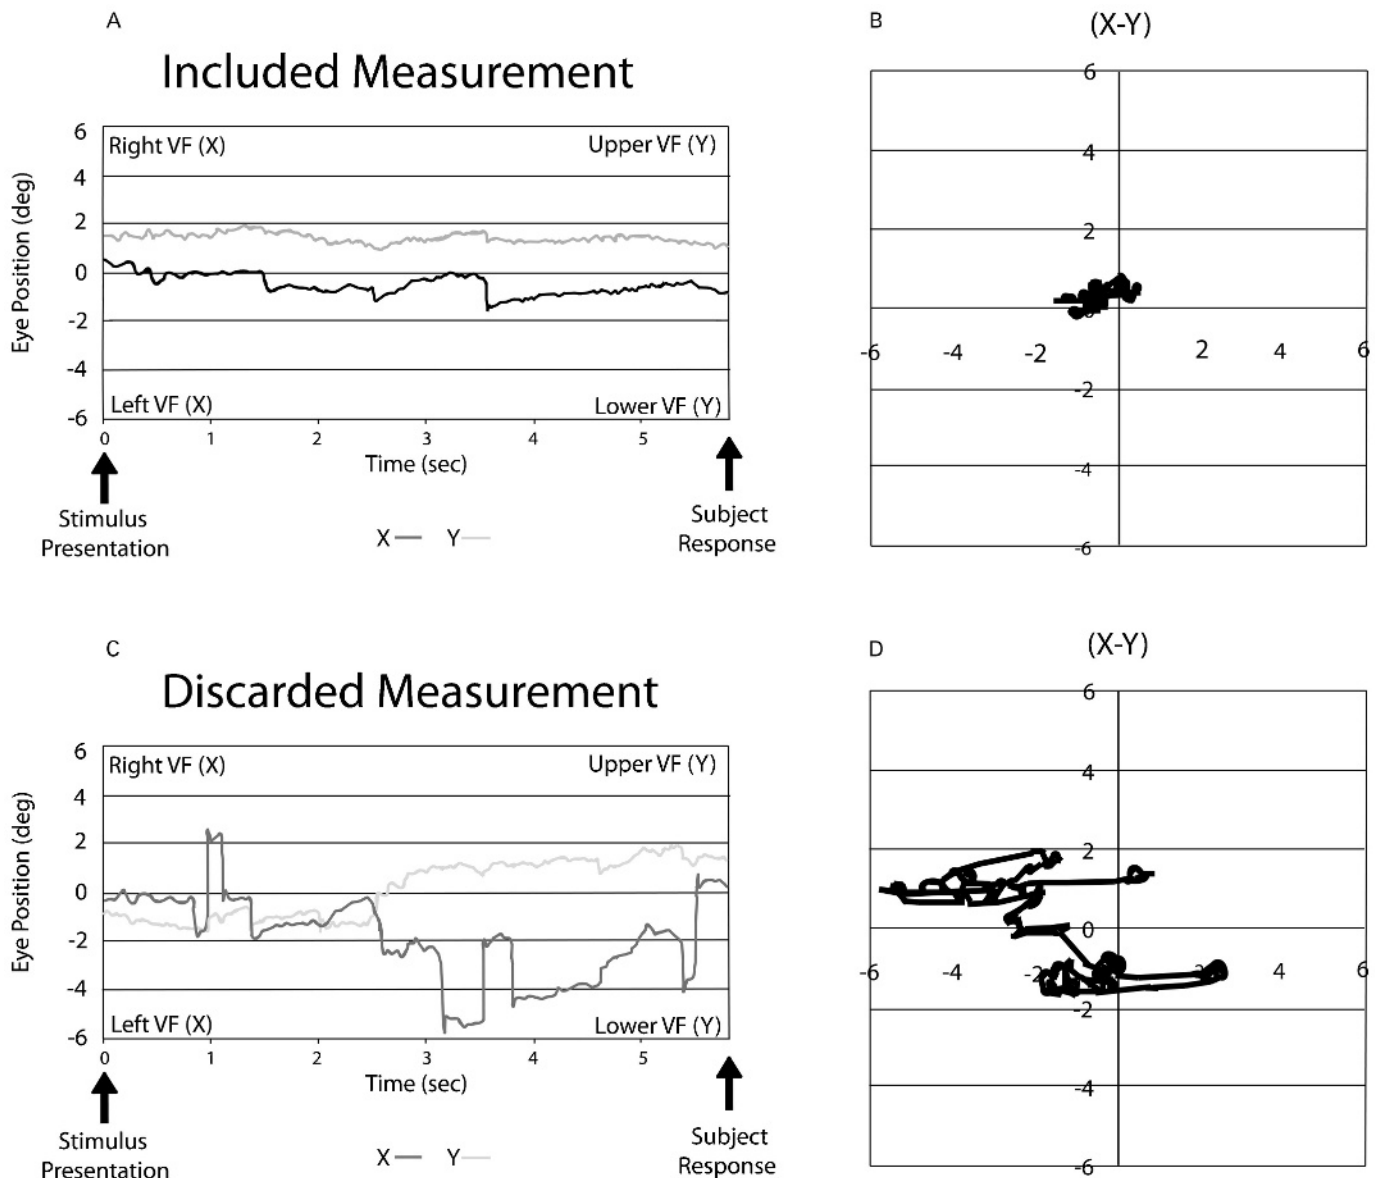 A
Included Measurement
6
Right VF (X)
Upper VF (Y)
4
2
0
-2
-4
-6
Left VF (X)
Lower VF (Y)
Eye Position (deg)
0 1 2 3 4 5
Time (sec)
Stimulus
Presentation
X
Y
Subject
Response
B
(X-Y)
6
4
2
0
-6 -4 -2 2 4 6
-2
-4
-6
C
Discarded Measurement
6
Right VF (X)
Upper VF (Y)
4
2
0
-2
-4
-6
Left VF (X)
Lower VF (Y)
Eye Position (deg)
0 1 2 3 4 5
Time (sec)
Stimulus
Presentation
X
Y
Subject
Response
D
(X-Y)
6
4
2
0
-6 -4 -2 2 4 6
-2
-4
-6